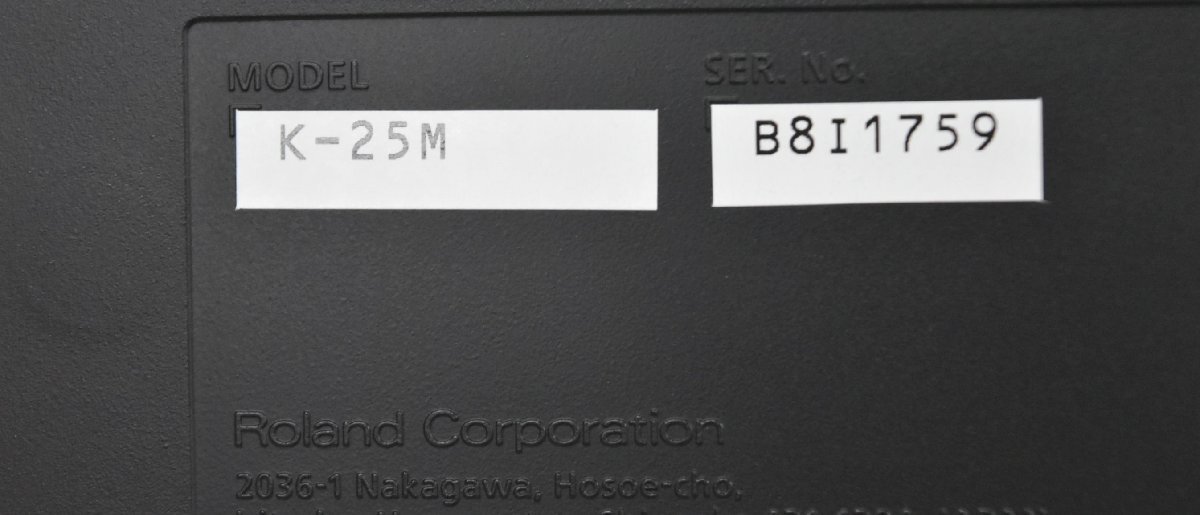 MODEL SER. No.
K-25M B8I1759
Roland Corporation
2036-1 Nakagawa, Hosoe-cho,